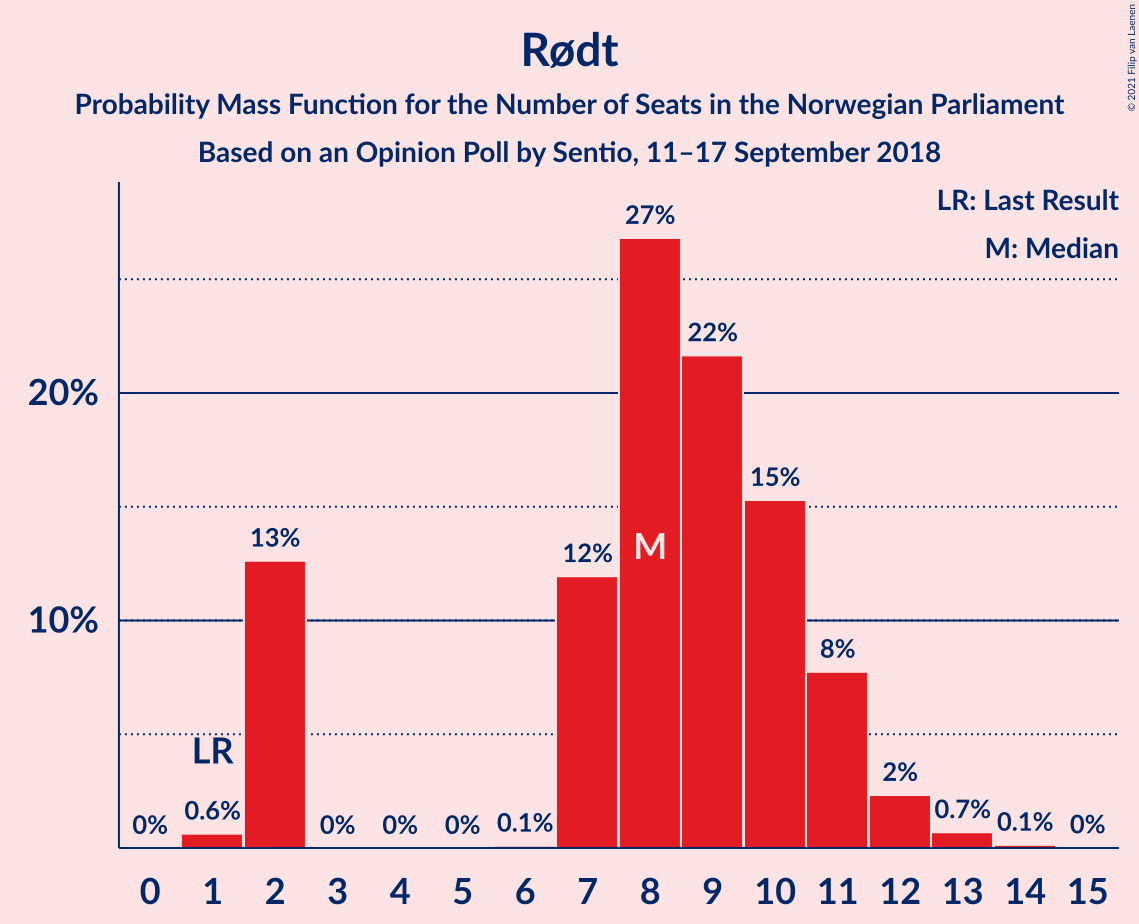 Rødt
Probability Mass Function for the Number of Seats in the Norwegian Parliament
Based on an Opinion Poll by Sentio, 11–17 September 2018
© 2021 Filip van Laenen
LR: Last Result
M: Median
27%
22%
20%
15%
13%
12%
M
10%
8%
LR
2%
0% 0.6% 0% 0% 0% 0.1% 0.7% 0.1% 0%
0 1 2 3 4 5 6 7 8 9 10 11 12 13 14 15